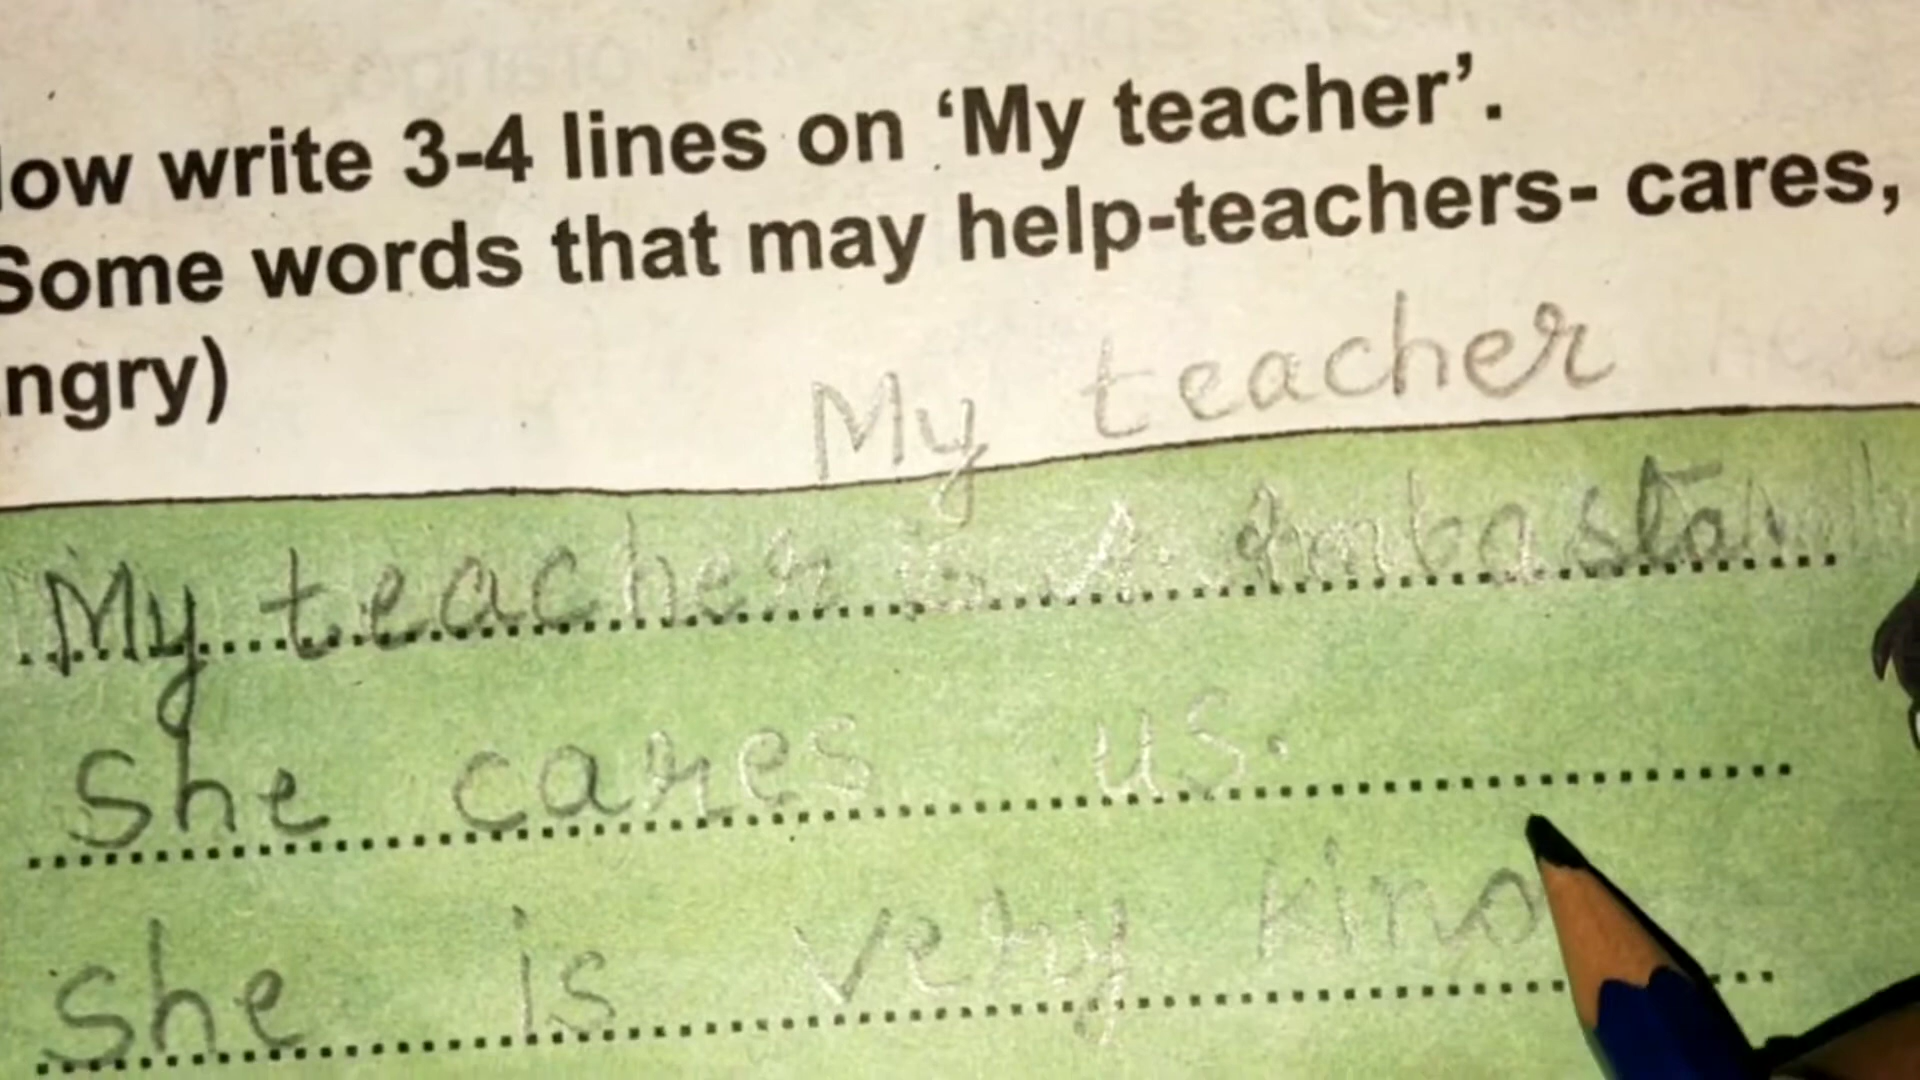 ow write 3-4 lines on ‘My teacher’.
Some words that may help-teachers- cares,
ngry)
My teacher
My teacher is
She cares us.
She is very kind